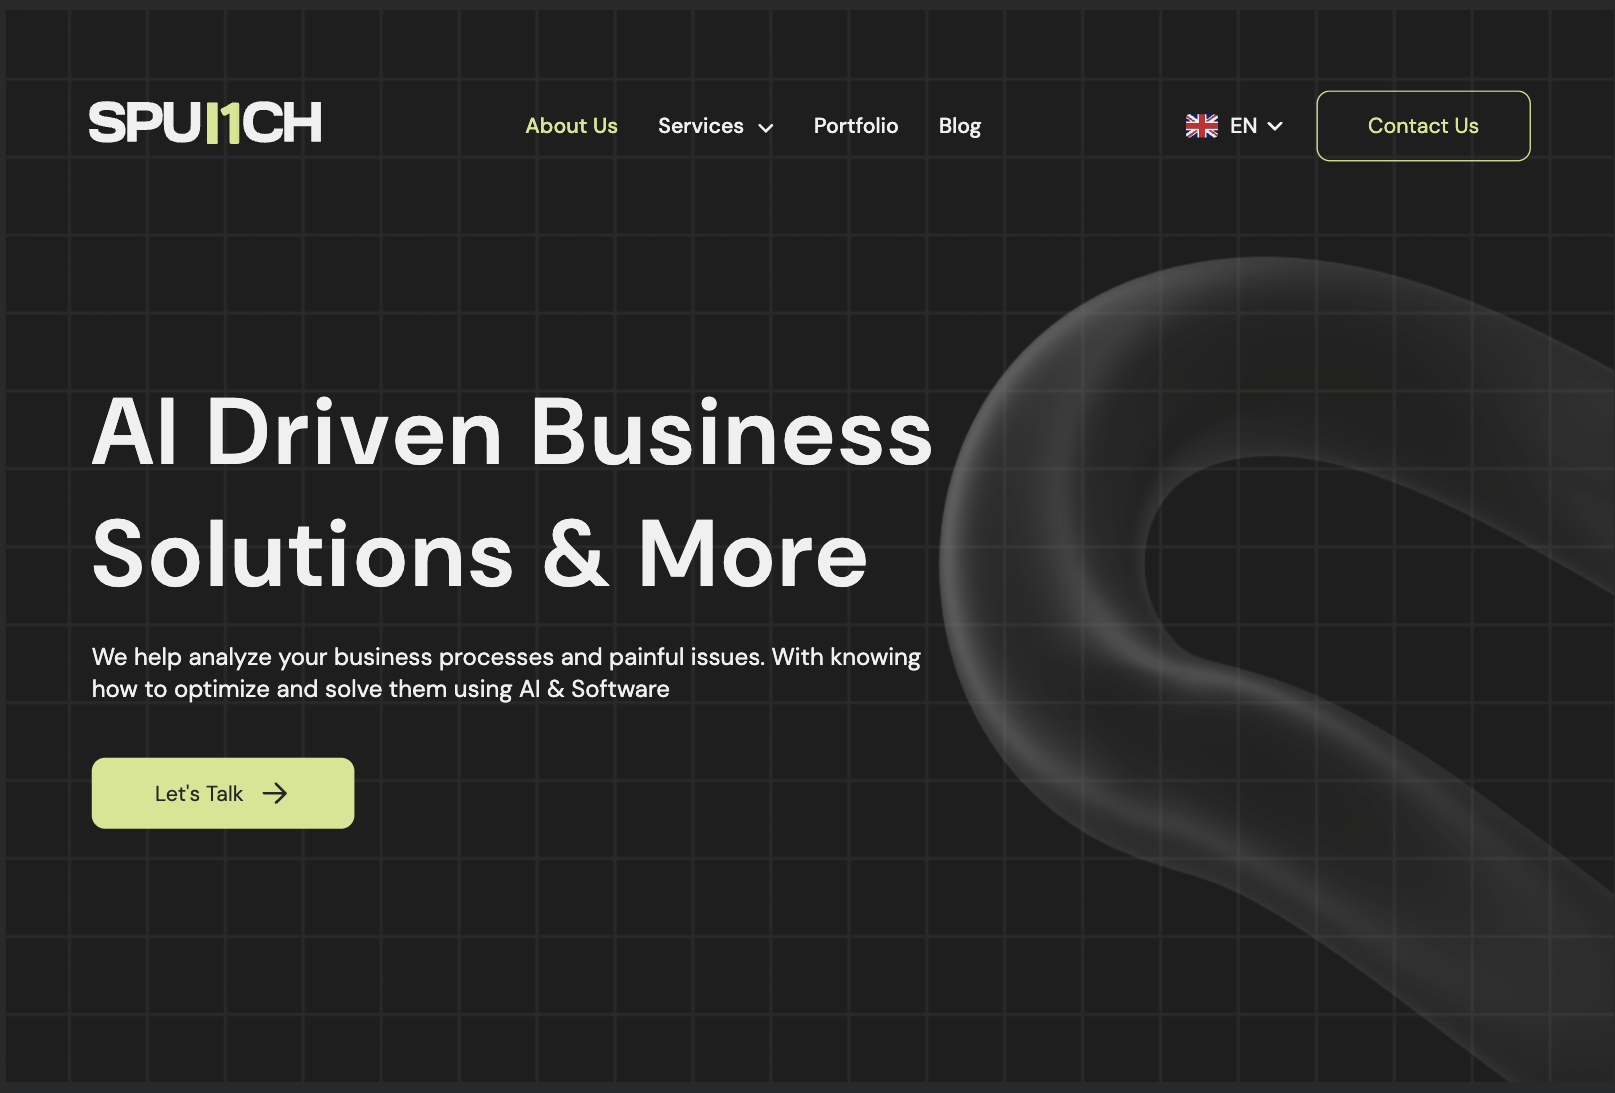 SPUI1CH
About Us Services Portfolio Blog EN Contact Us
AI Driven Business
Solutions & More
We help analyze your business processes and painful issues. With knowing
how to optimize and solve them using AI & Software
Let's Talk